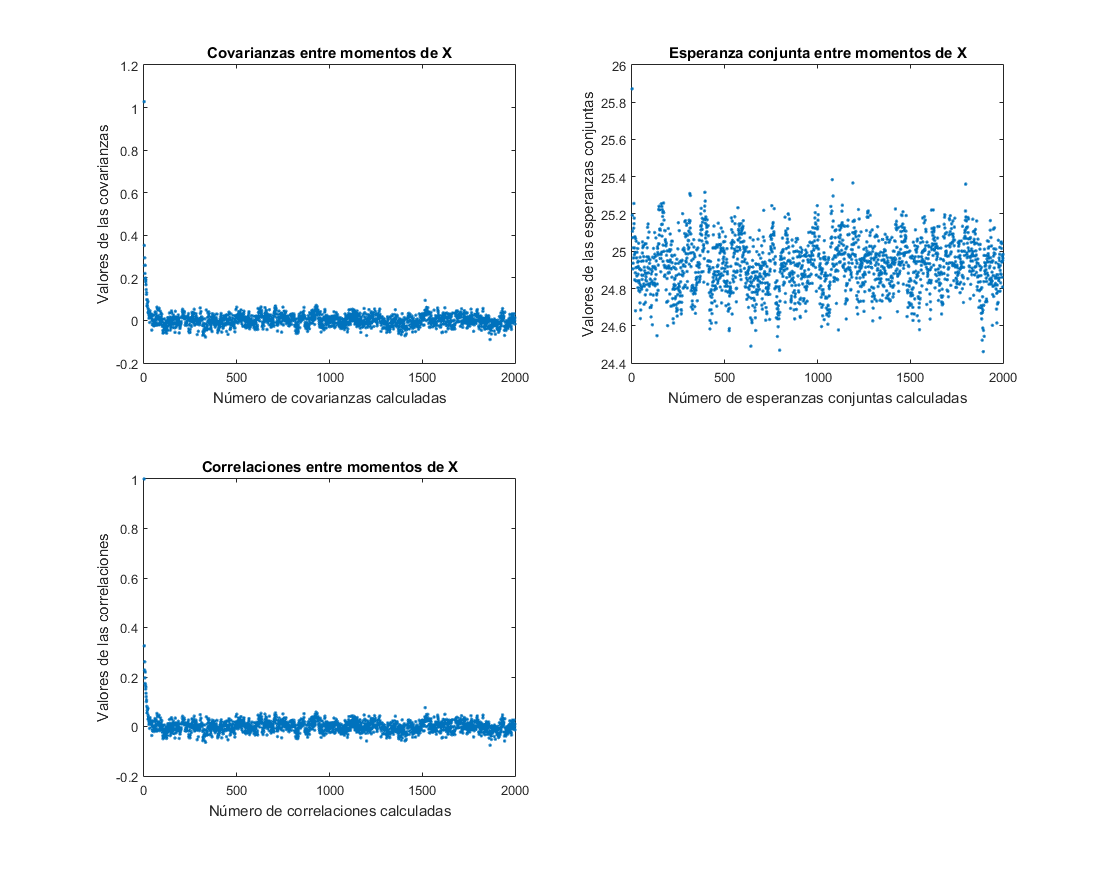 Covarianzas entre momentos de X
1.2
1
0.8
0.6
0.4
0.2
0
-0.2
Valores de las covarianzas
0 500 1000 1500 2000
Número de covarianzas calculadas
Esperanza conjunta entre momentos de X
26
25.8
25.6
25.4
25.2
25
24.8
24.6
24.4
Valores de las esperanzas conjuntas
0 500 1000 1500 2000
Número de esperanzas conjuntas calculadas
Correlaciones entre momentos de X
1
0.8
0.6
0.4
0.2
0
-0.2
Valores de las correlaciones
0 500 1000 1500 2000
Número de correlaciones calculadas